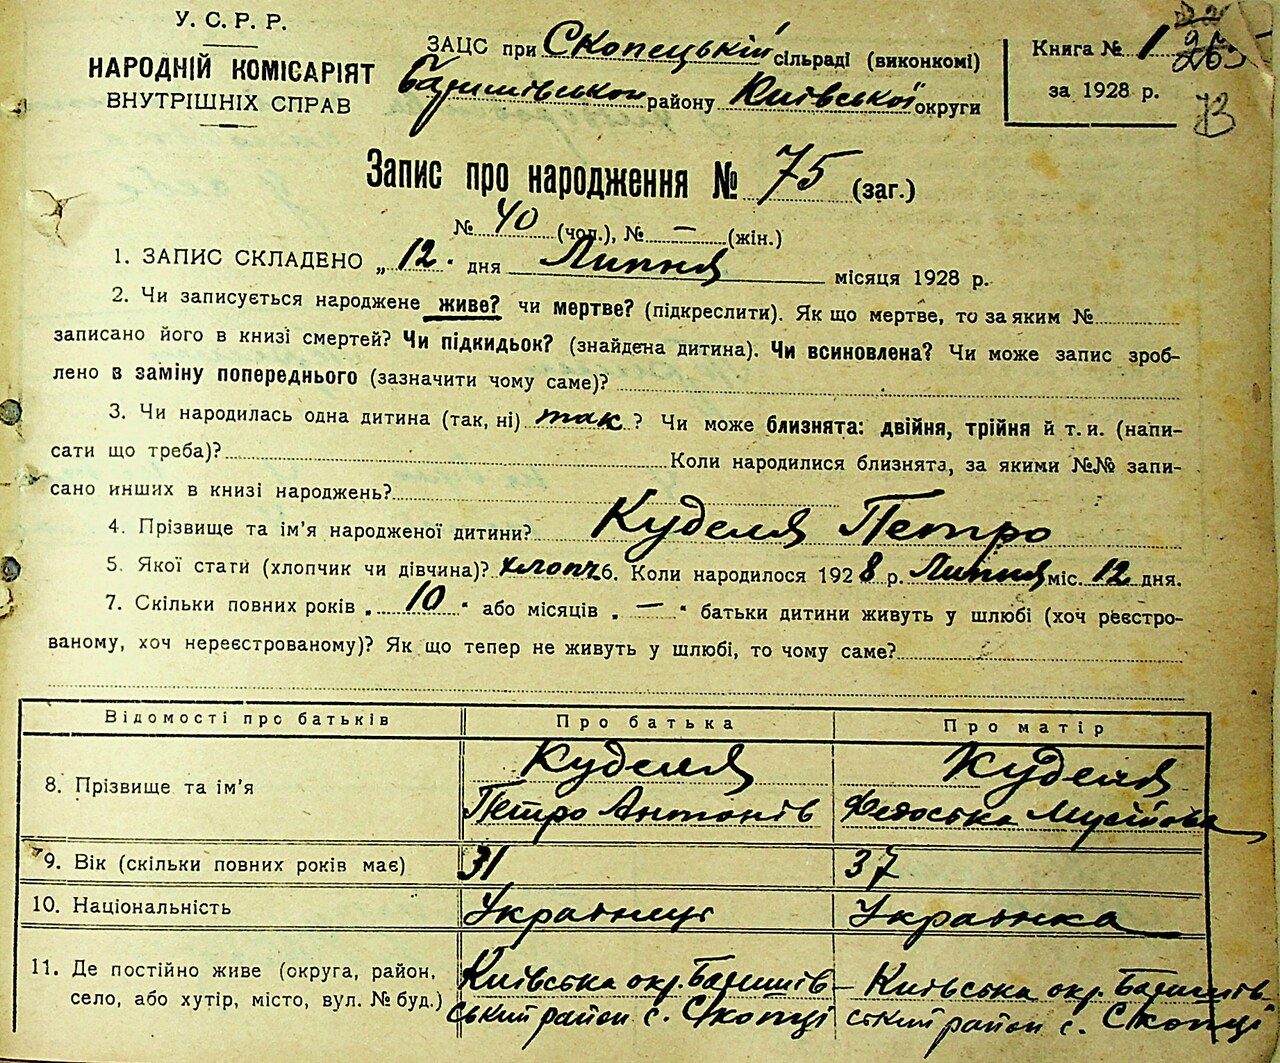 У. С. Р. Р.
НАРОДНІЙ КОМІСАРІЯТ
ВНУТРІШНІХ СПРАВ
ЗАЦС при Скопецькій сільраді (виконкомі)
Баришівського району Київської округи
Книга № 1
за 1928 р.
Запис про народження № 75 (заг.)
№ 40 (чол.), № — (жін.)
1. ЗАПИС СКЛАДЕНО „ 12. дня Липня місяця 1928 р.
2. Чи записується народжене живе? чи мертве? (підкреслити). Як що мертве, то за яким №
записано його в книзі смертей? Чи підкидьок? (знайдена дитина). Чи всиновлена? Чи може запис зроб-
лено в заміну попереднього (зазначити чому саме)?
3. Чи народилась одна дитина (так, ні) так ? Чи може близнята: двійня, трійня й т. и. (напи-
сати що треба)? Коли народилися близнята, за якими №№ запи-
сано инших в книзі народжень?
4. Прізвище та ім'я народженої дитини? Куделя Петро
5. Якої стати (хлопчик чи дівчина)? хлопч 6. Коли народилося 1928 р. Липня міс. 12 дня.
7. Скільки повних років „ 10 " або місяців „ — " батьки дитини живуть у шлюбі (хоч реєстро-
ваному, хоч нереєстрованому)? Як що тепер не живуть у шлюбі, то чому саме?
Відомості про батьків Про батька Про матір
8. Прізвище та ім'я Куделя Петро Антонів Куделя Федоська Мусіївна
9. Вік (скільки повних років має) 31 37
10. Національність Українець Українка
11. Де постійно живе (округа, район,
село, або хутір, місто, вул. № буд.)
Київська окр. Баришів-
ський район с. Скопці
Київська окр. Баришів-
ський район с. Скопці